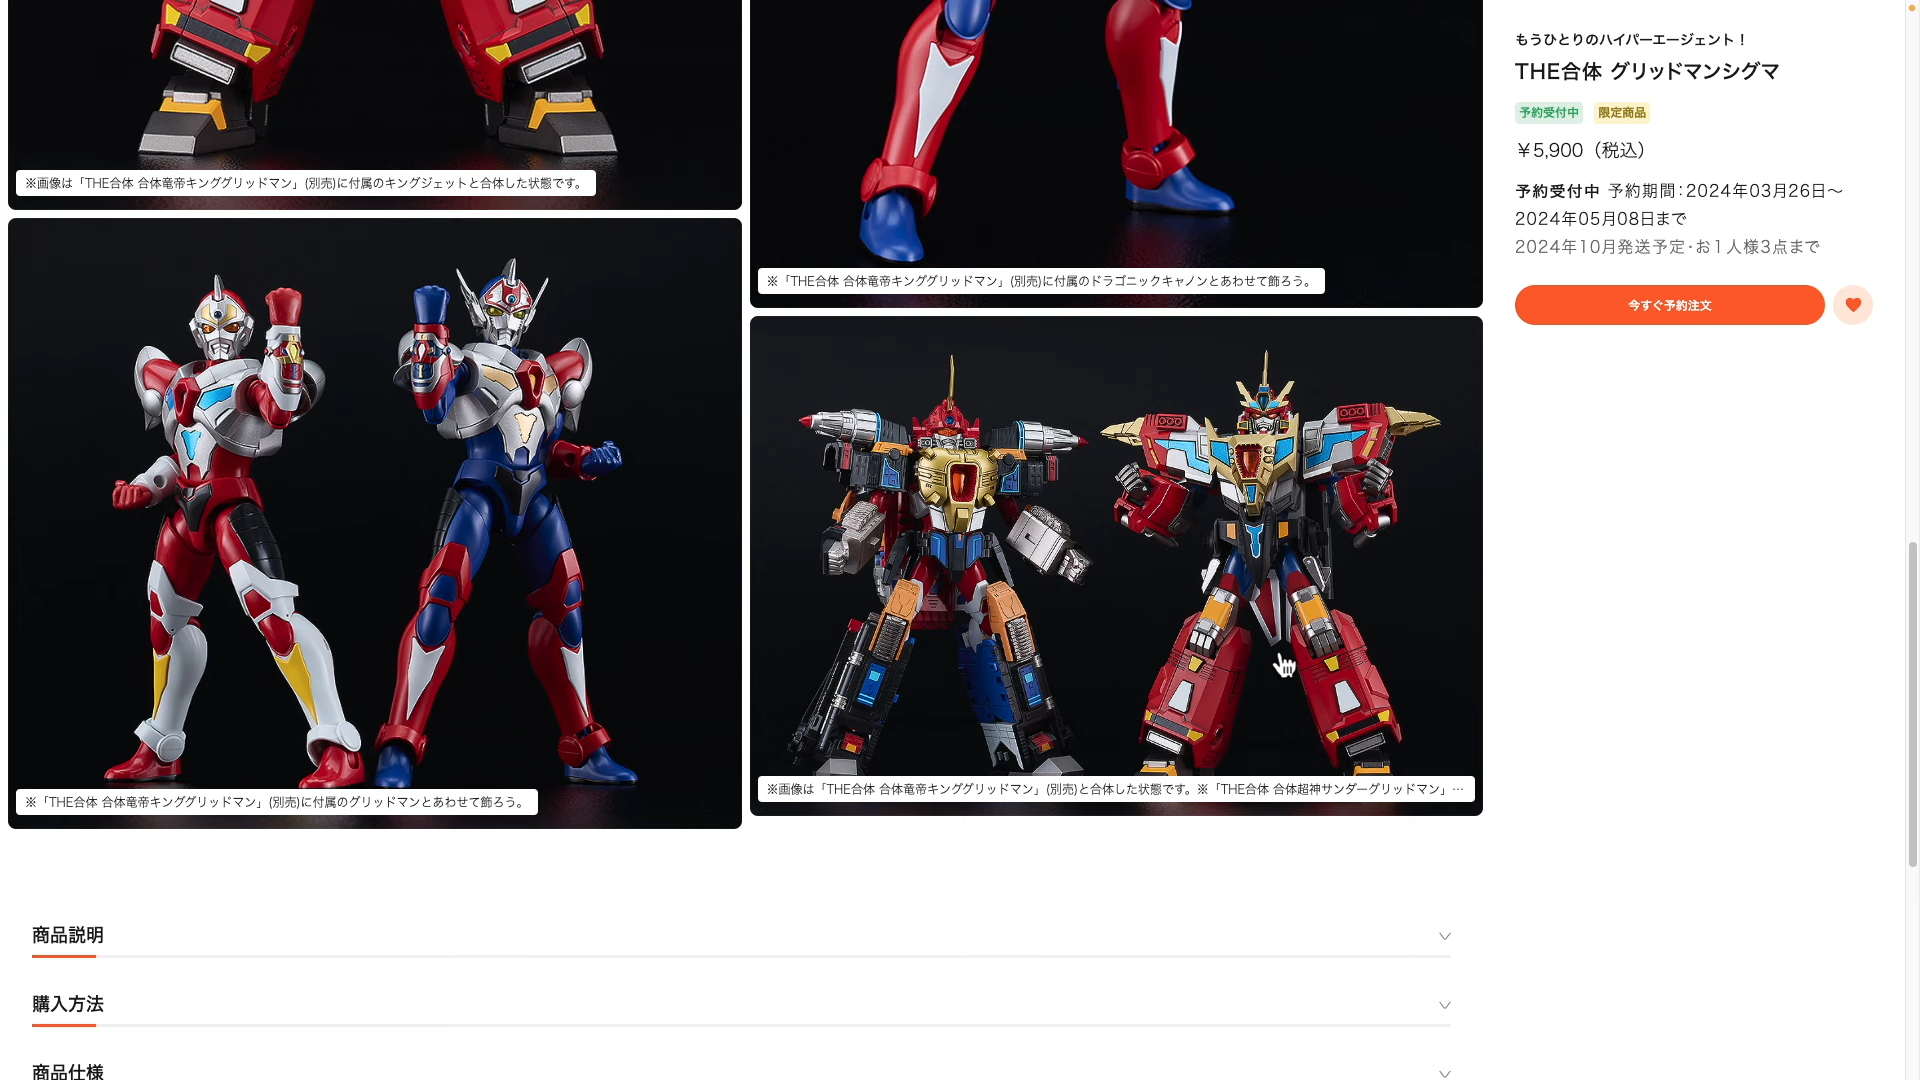 ※画像は「THE合体 合体竜帝キンググリッドマン」(別売)に付属のキングジェットと合体した状態です。
※「THE合体 合体竜帝キンググリッドマン」(別売)に付属のドラゴニックキャノンとあわせて飾ろう。
※「THE合体 合体竜帝キンググリッドマン」(別売)に付属のグリッドマンとあわせて飾ろう。
※画像は「THE合体 合体竜帝キンググリッドマン」(別売)と合体した状態です。※「THE合体 合体超神サンダーグリッドマン」…
もうひとりのハイパーエージェント！
THE合体 グリッドマンシグマ
予約受付中 限定商品
¥5,900（税込）
予約受付中 予約期間:2024年03月26日〜
2024年05月08日まで
2024年10月発送予定･お1人様3点まで
今すぐ予約注文
商品説明
購入方法
商品仕様